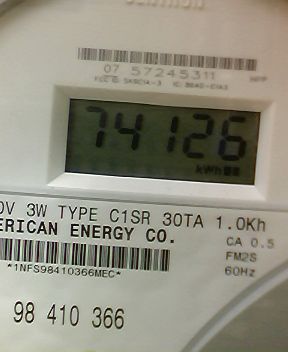 07 57245311
74126
kWh
0V 3W TYPE C1SR 30TA 1.0Kh
ERICAN ENERGY CO.
CA 0.5
FM2S
60Hz
*1NFS98410366MEC*
98 410 366